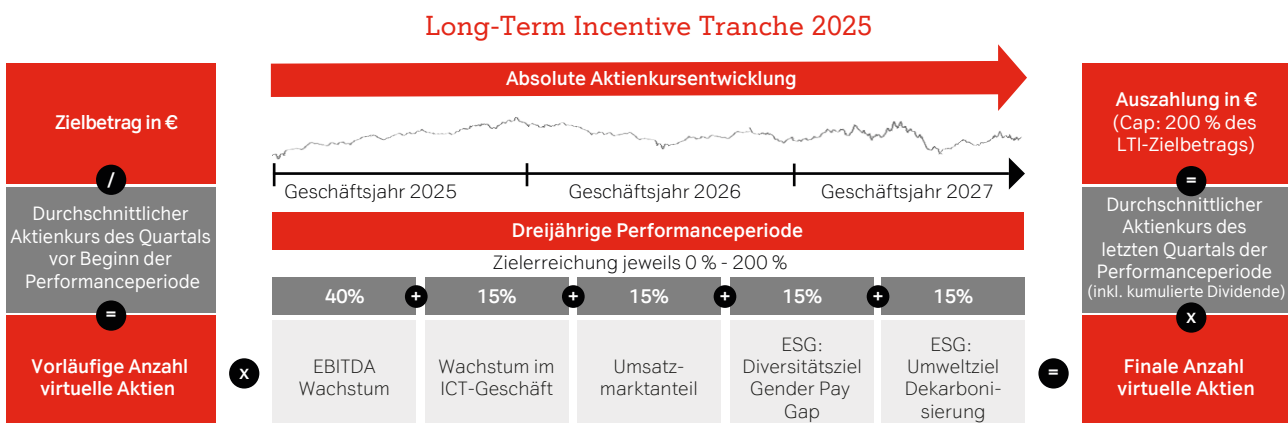 Long-Term Incentive Tranche 2025
Zielbetrag in €
/
Durchschnittlicher
Aktienkurs des Quartals
vor Beginn der
Performanceperiode
=
Vorläufige Anzahl
virtuelle Aktien
x
Absolute Aktienkursentwicklung
Geschäftsjahr 2025
Geschäftsjahr 2026
Geschäftsjahr 2027
Dreijährige Performanceperiode
Zielerreichung jeweils 0 % - 200 %
40% + 15% + 15% + 15% + 15%
EBITDA
Wachstum
Wachstum im
ICT-Geschäft
Umsatz-
marktanteil
ESG:
Diversitätsziel
Gender Pay
Gap
ESG:
Umweltziel
Dekarboni-
sierung
=
Auszahlung in €
(Cap: 200 % des
LTI-Zielbetrags)
=
Durchschnittlicher
Aktienkurs des
letzten Quartals der
Performanceperiode
(inkl. kumulierte Dividende)
x
Finale Anzahl
virtuelle Aktien